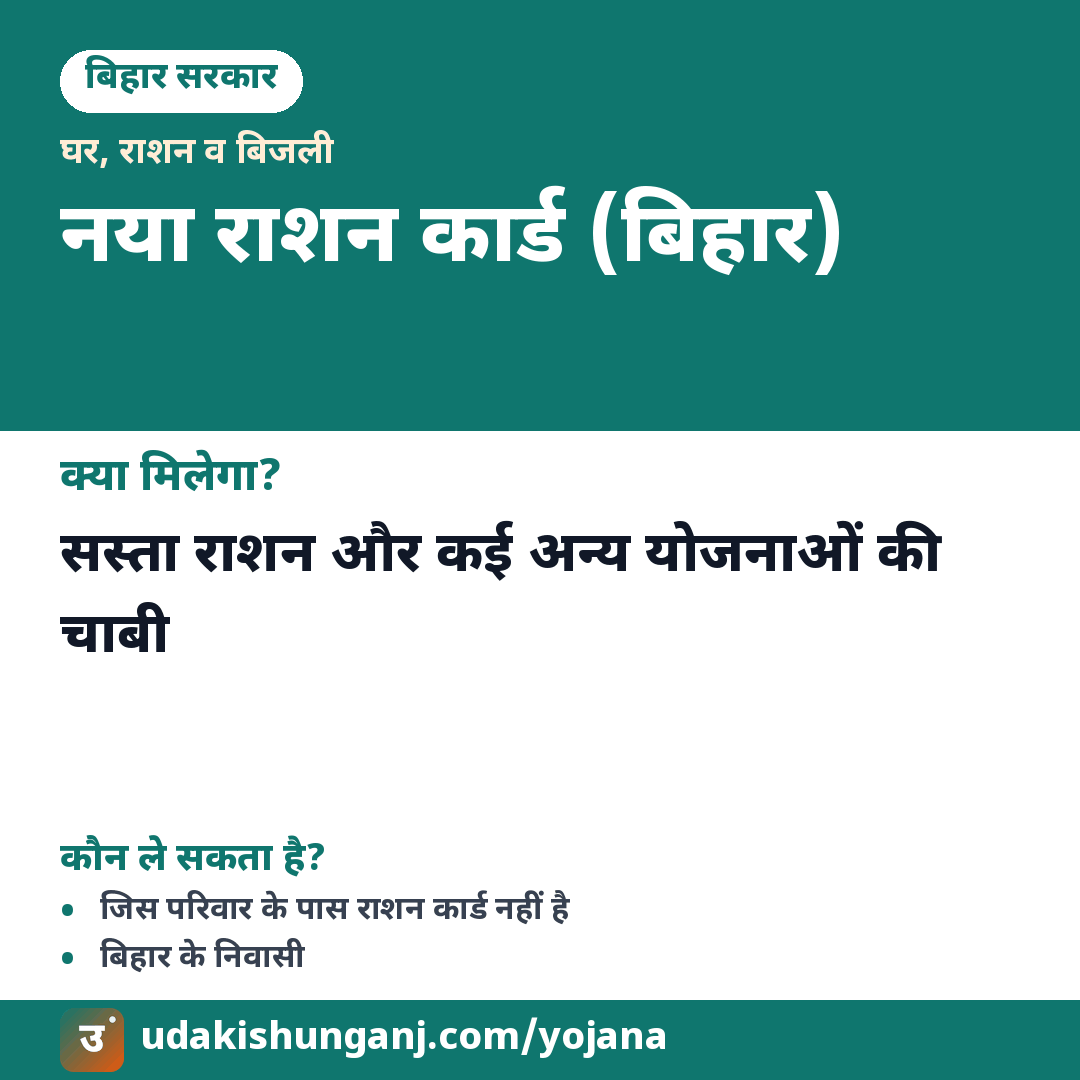 बिहार सरकार
घर, राशन व बिजली
नया राशन कार्ड (बिहार)
क्या मिलेगा?
सस्ता राशन और कई अन्य योजनाओं की
चाबी
कौन ले सकता है?
• जिस परिवार के पास राशन कार्ड नहीं है
• बिहार के निवासी
उ udakishunganj.com/yojana